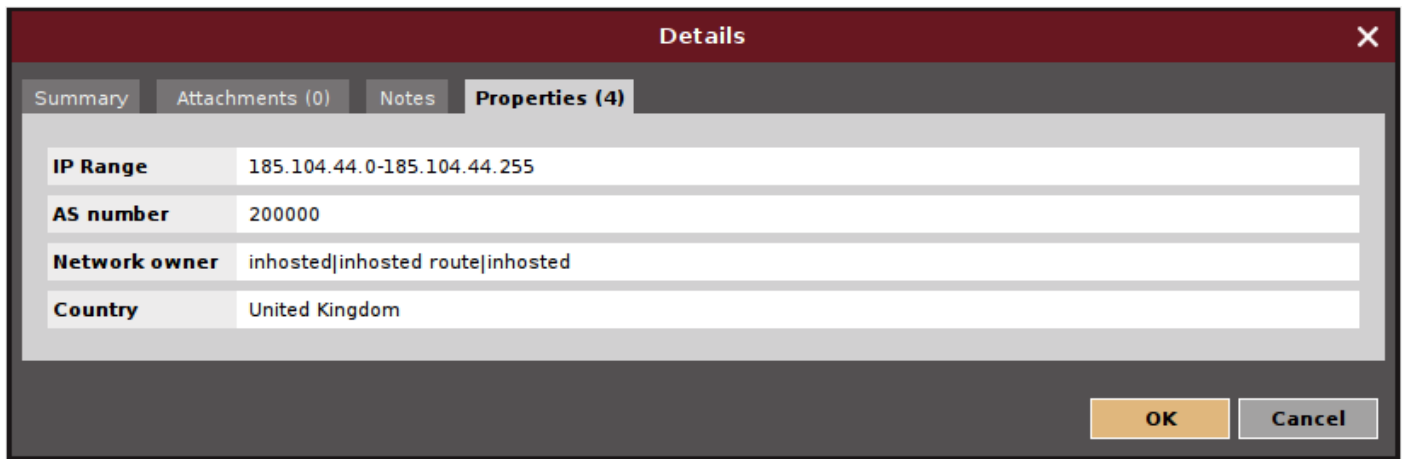 Details
Summary Attachments (0) Notes Properties (4)
IP Range 185.104.44.0-185.104.44.255
AS number 200000
Network owner inhosted|inhosted route|inhosted
Country United Kingdom
OK Cancel